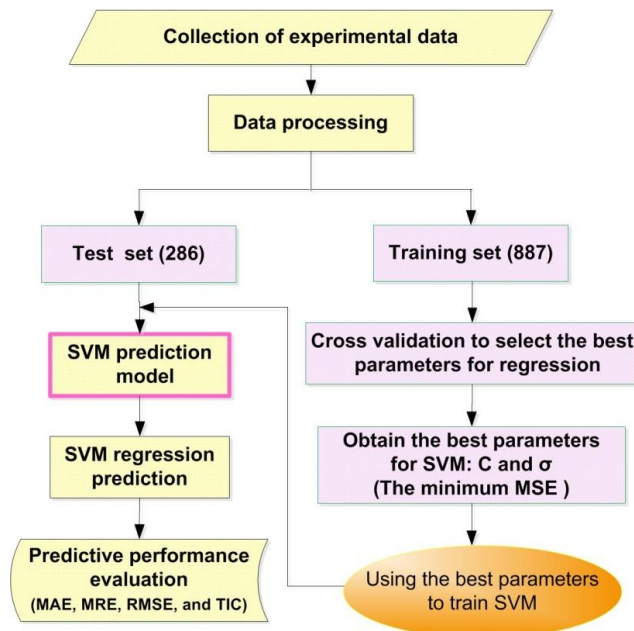 Collection of experimental data
Data processing
Test set (286)
Training set (887)
SVM prediction
model
Cross validation to select the best
parameters for regression
SVM regression
prediction
Obtain the best parameters
for SVM: C and σ
(The minimum MSE )
Predictive performance
evaluation
(MAE, MRE, RMSE, and TIC)
Using the best parameters
to train SVM